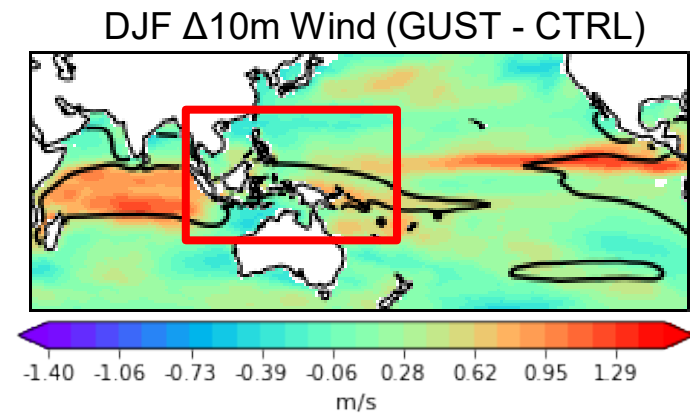 DJF Δ10m Wind (GUST - CTRL)
-1.40 -1.06 -0.73 -0.39 -0.06 0.28 0.62 0.95 1.29
m/s